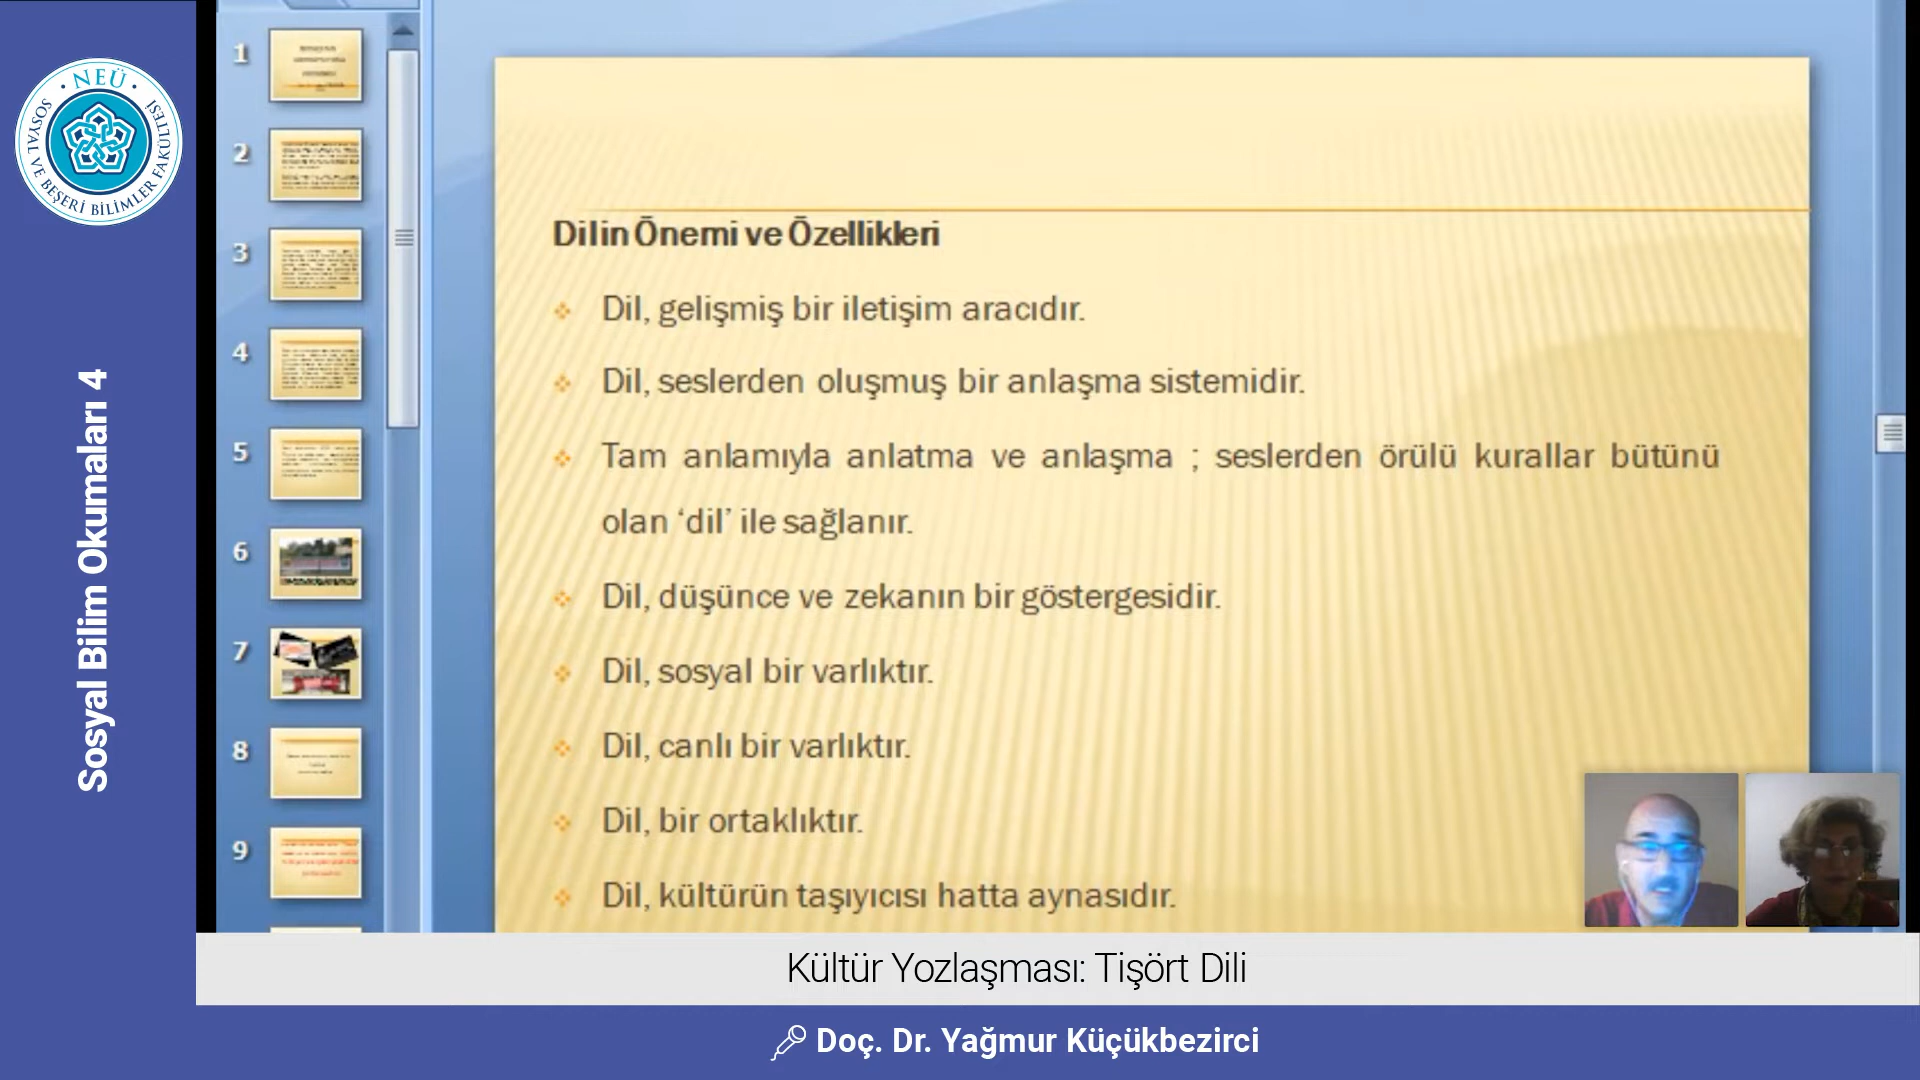 NEÜ
SOSYAL VE BEŞERİ BİLİMLER FAKÜLTESİ
Sosyal Bilim Okumaları 4
1
2
3
4
5
6
7
8
9
Dilin Önemi ve Özellikleri
Dil, gelişmiş bir iletişim aracıdır.
Dil, seslerden oluşmuş bir anlaşma sistemidir.
Tam anlamıyla anlatma ve anlaşma ; seslerden örülü kurallar bütünü
olan ‘dil’ ile sağlanır.
Dil, düşünce ve zekanın bir göstergesidir.
Dil, sosyal bir varlıktır.
Dil, canlı bir varlıktır.
Dil, bir ortaklıktır.
Dil, kültürün taşıyıcısı hatta aynasıdır.
Kültür Yozlaşması: Tişört Dili
Doç. Dr. Yağmur Küçükbezirci